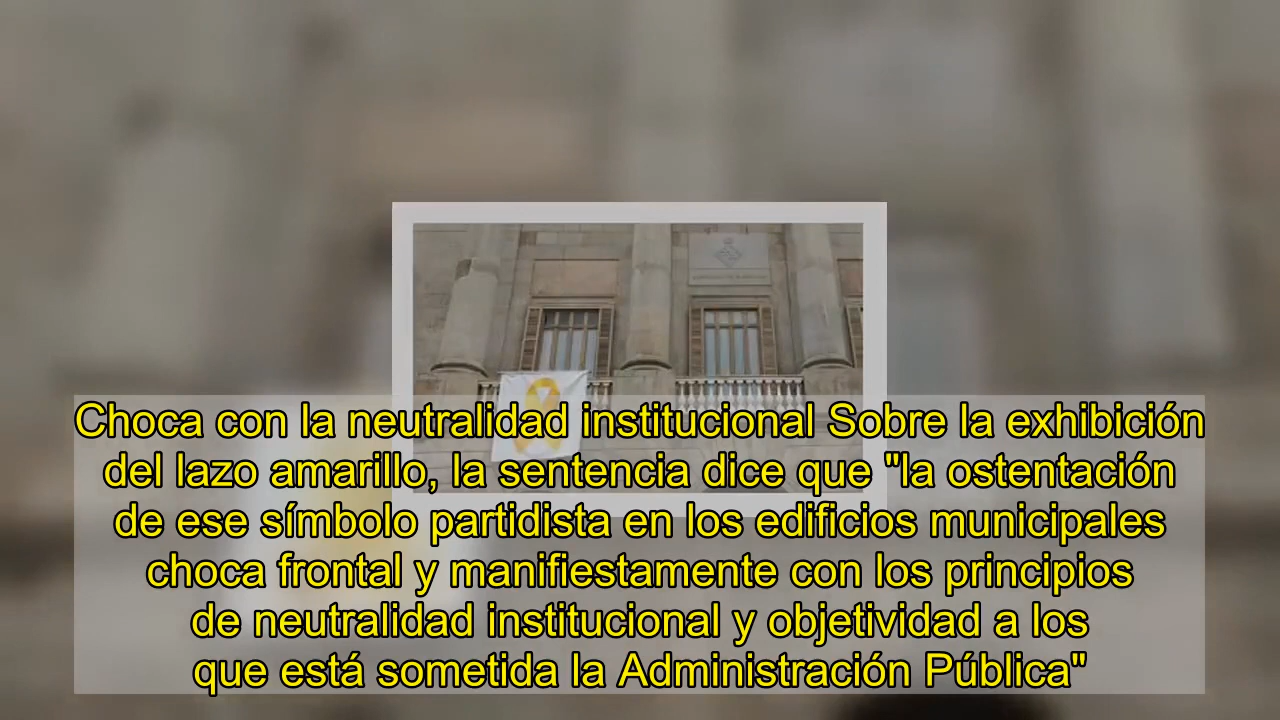 Choca con la neutralidad institucional Sobre la exhibición
del lazo amarillo, la sentencia dice que "la ostentación
de ese símbolo partidista en los edificios municipales
choca frontal y manifiestamente con los principios
de neutralidad institucional y objetividad a los
que está sometida la Administración Pública"